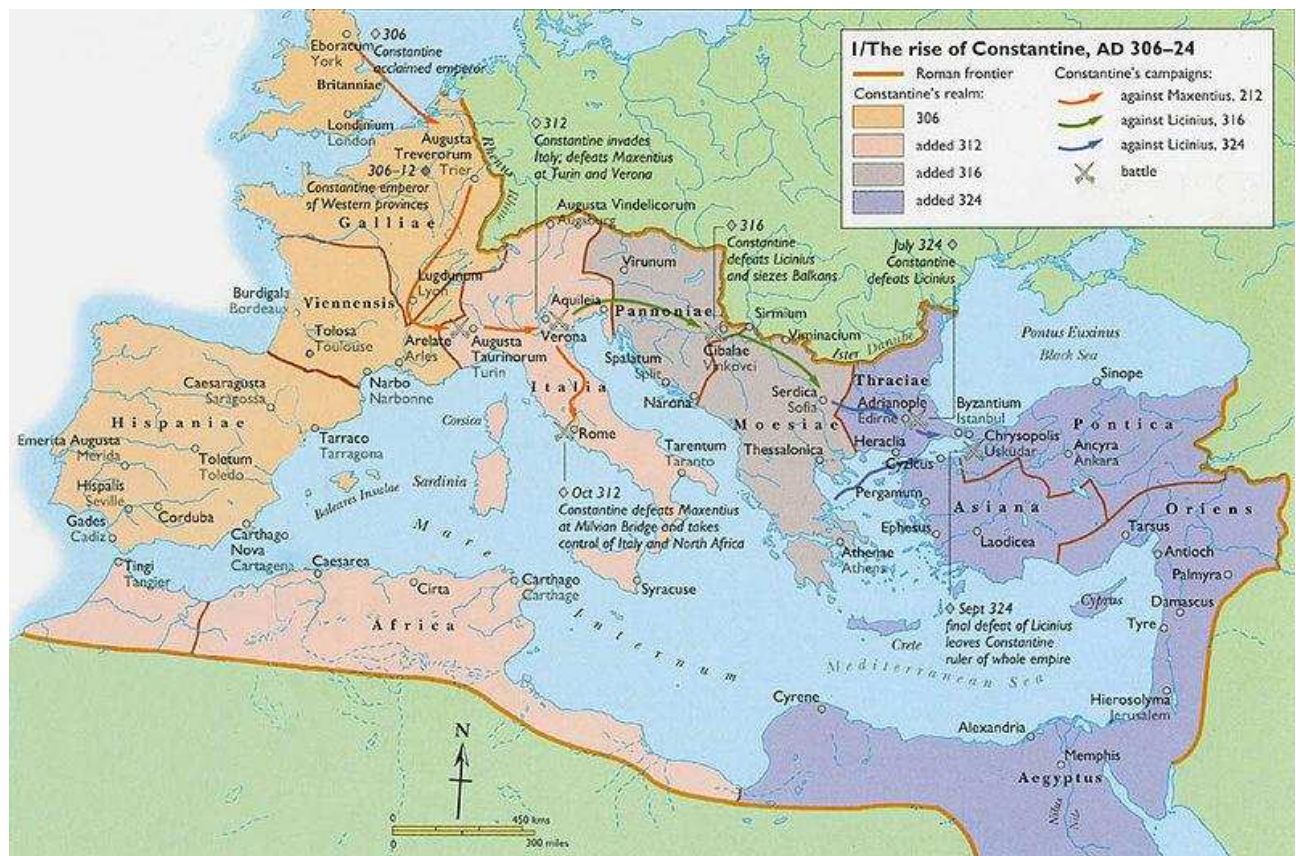 I/The rise of Constantine, AD 306–24
Roman frontier
Constantine's realm:
306
added 312
added 316
added 324
Constantine's campaigns:
against Maxentius, 212
against Licinius, 316
against Licinius, 324
battle
306
Constantine
acclaimed emperor
Eboracum
York
Britanniae
Londinium
London
Augusta
Treverorum
Trier
Rhenus
Rhine
306–12
Constantine emperor
of Western provinces
Galliae
312
Constantine invades
Italy; defeats Maxentius
at Turin and Verona
Augusta Vindelicorum
Augsburg
316
Constantine
defeats Licinius
and siezes Balkans
July 324
Constantine
defeats Licinius
Virunum
Lugdunum
Lyon
Burdigala
Bordeaux
Viennensis
Tolosa
Toulouse
Arelate
Arles
Augusta
Taurinorum
Turin
Aquileia
Verona
Pannoniae
Sirmium
Viminacium
Cibalae
Vinkovci
Ister
Danube
Pontus Euxinus
Black Sea
Sinope
Spalatum
Split
Narona
Italia
Narbo
Narbonne
Caesaragusta
Saragossa
Hispaniae
Emerita Augusta
Merida
Toletum
Toledo
Tarraco
Tarragona
Hispalis
Seville
Corduba
Gades
Cadiz
Carthago
Nova
Cartagena
Baleares Insulae
Corsica
Sardinia
Rome
Tarentum
Taranto
Serdica
Sofia
Moesiae
Thessalonica
Thraciae
Adrianople
Edirne
Heraclia
Byzantium
Istanbul
Chrysopolis
Uskudar
Cyzicus
Pontica
Ancyra
Ankara
Pergamum
Asiana
Oriens
Ephesus
Laodicea
Tarsus
Athenae
Athens
Antioch
Palmyra
Cyprus
Damascus
Tyre
Oct 312
Constantine defeats Maxentius
at Milvian Bridge and takes
control of Italy and North Africa
Sept 324
final defeat of Licinius
leaves Constantine
ruler of whole empire
Tingi
Tangier
Caesarea
Cirta
Carthago
Carthage
Syracuse
Africa
Mare
Internum
Mediterranean Sea
Crete
Cyrene
Hierosolyma
Jerusalem
Alexandria
Memphis
Aegyptus
Nilus
Nile
N
0
450 kms
0
300 miles